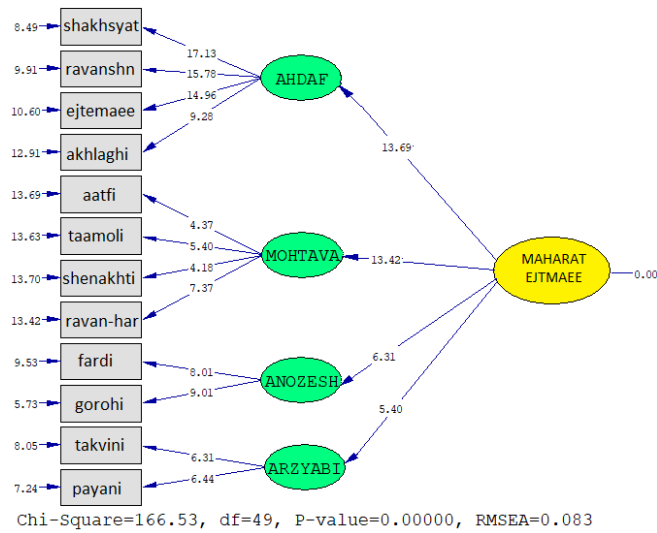 8.49 shakhsyat
17.13
9.91 ravanshn
15.78
AHDAF
14.96
10.60 ejtemaee
9.28
12.91 akhlaghi
13.69
13.69 aatfi
4.37
13.63 taamoli
5.40
MOHTAVA
13.42
MAHARAT
EJTMAEE
0.00
4.18
13.70 shenakhti
7.37
13.42 ravan-har
9.53 fardi
6.31
8.01
ANOZESH
9.01
5.73 gorohi
5.40
8.05 takvini
6.31
ARZYABI
6.44
7.24 payani
Chi-Square=166.53, df=49, P-value=0.00000, RMSEA=0.083